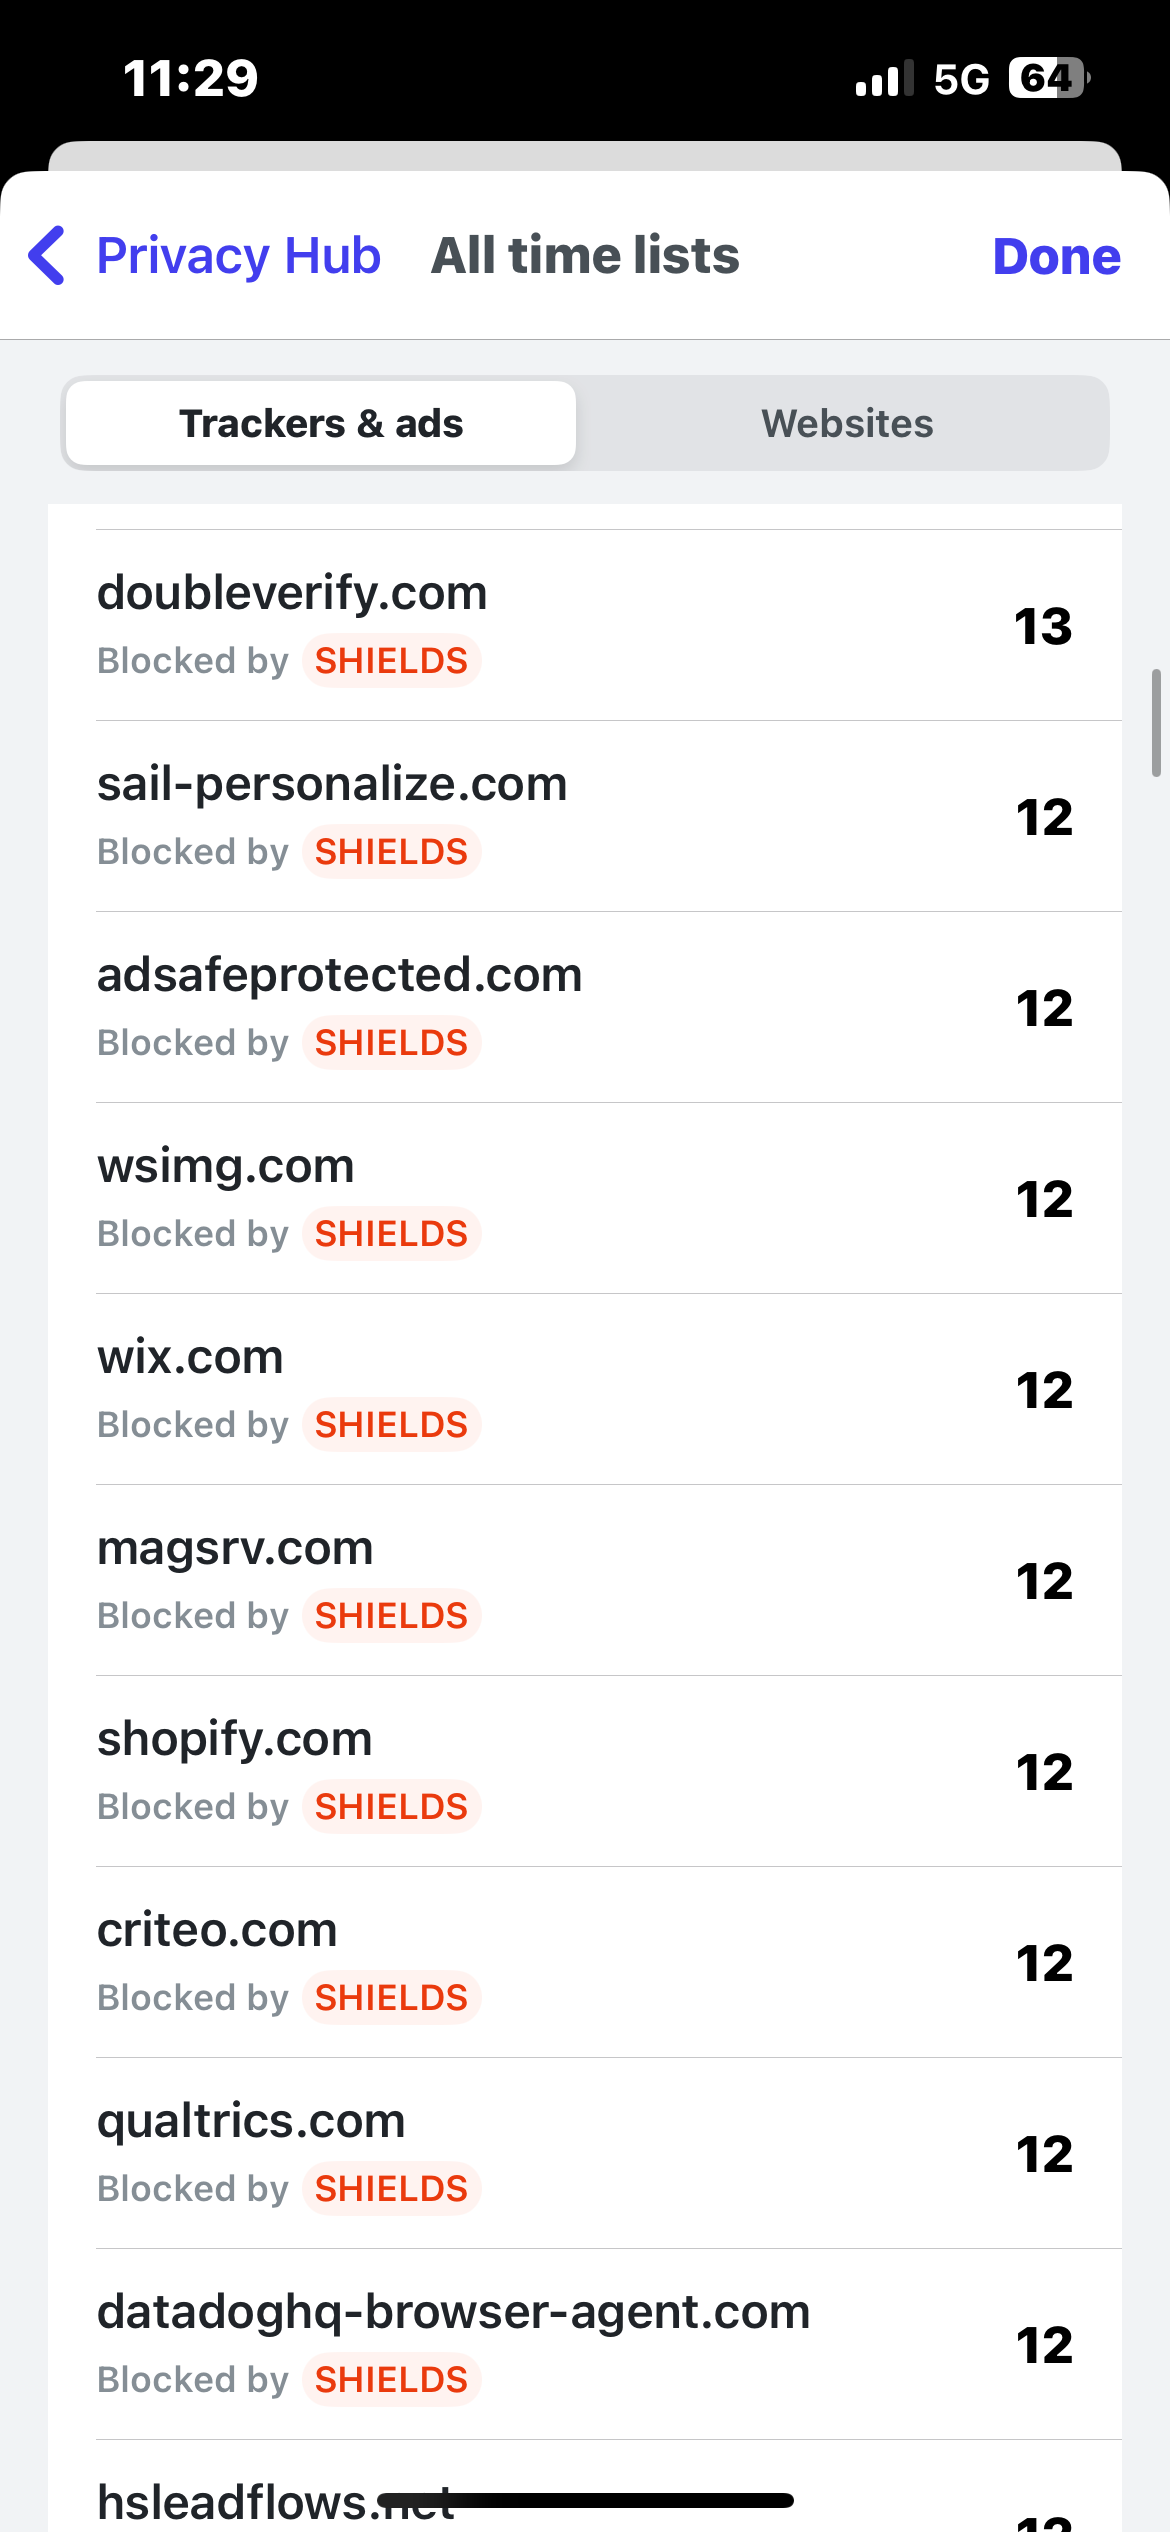 11:29 5G 64
Privacy Hub All time lists Done
Trackers & ads Websites
doubleverify.com
Blocked by SHIELDS
13
sail-personalize.com
Blocked by SHIELDS
12
adsafeprotected.com
Blocked by SHIELDS
12
wsimg.com
Blocked by SHIELDS
12
wix.com
Blocked by SHIELDS
12
magsrv.com
Blocked by SHIELDS
12
shopify.com
Blocked by SHIELDS
12
criteo.com
Blocked by SHIELDS
12
qualtrics.com
Blocked by SHIELDS
12
datadoghq-browser-agent.com
Blocked by SHIELDS
12
hsleadflows.net
12